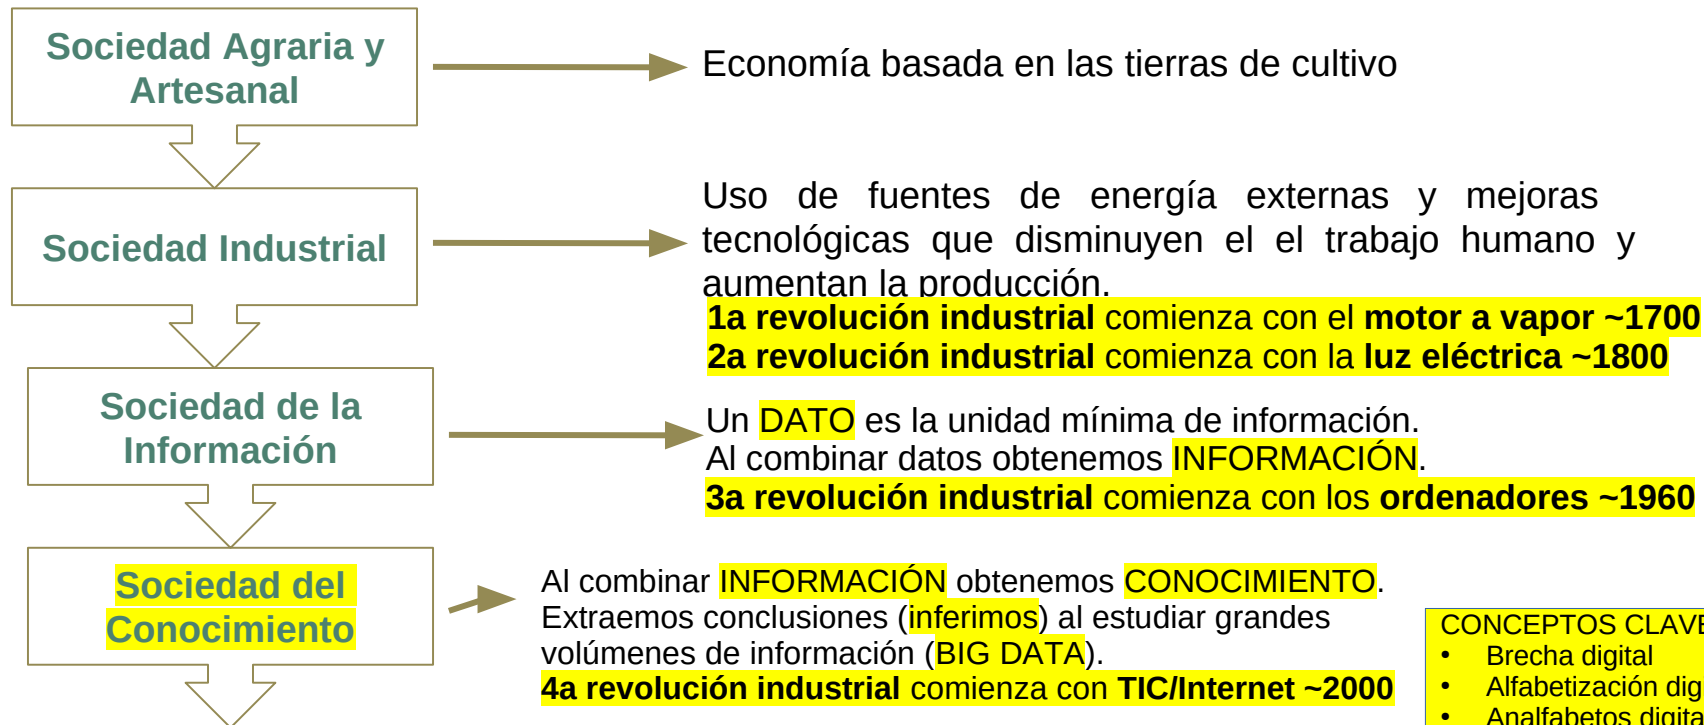 Sociedad Agraria y
Artesanal
Economía basada en las tierras de cultivo
Sociedad Industrial
Uso de fuentes de energía externas y mejoras
tecnológicas que disminuyen el el trabajo humano y
aumentan la producción.
1a revolución industrial comienza con el motor a vapor ~1700
2a revolución industrial comienza con la luz eléctrica ~1800
Sociedad de la
Información
Un DATO es la unidad mínima de información.
Al combinar datos obtenemos INFORMACIÓN.
3a revolución industrial comienza con los ordenadores ~1960
Sociedad del
Conocimiento
Al combinar INFORMACIÓN obtenemos CONOCIMIENTO.
Extraemos conclusiones (inferimos) al estudiar grandes
volúmenes de información (BIG DATA).
4a revolución industrial comienza con TIC/Internet ~2000
CONCEPTOS CLAVE
• Brecha digital
• Alfabetización
• Analfabetos